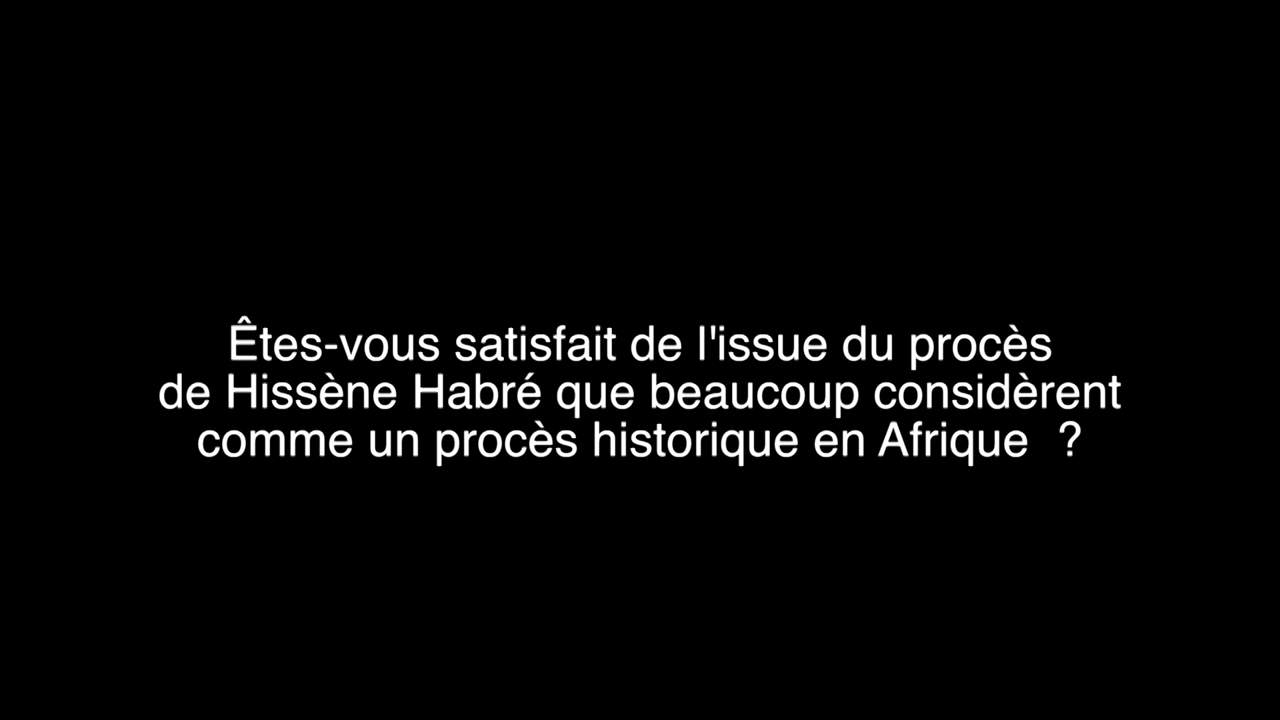 Êtes-vous satisfait de l'issue du procès
de Hissène Habré que beaucoup considèrent
comme un procès historique en Afrique  ?